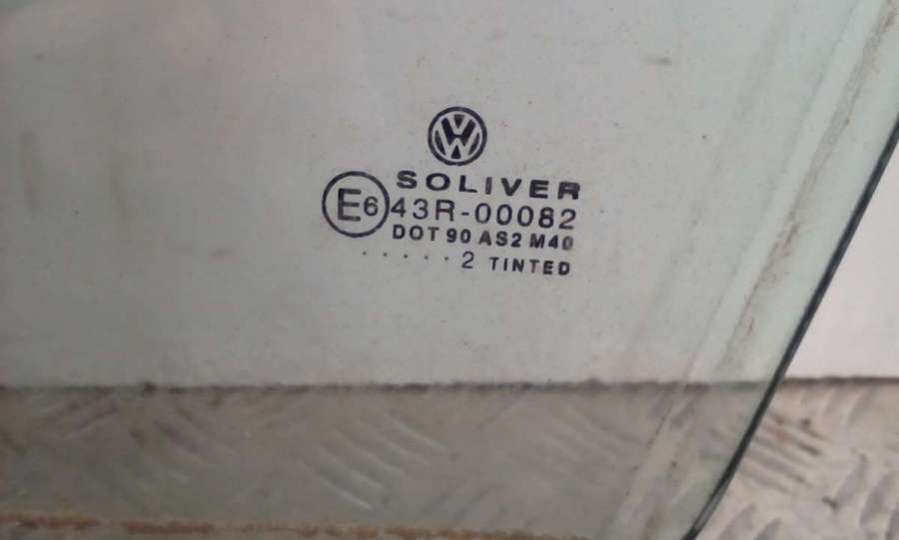 SOLIVER
E6 43R-00082
DOT 90 AS2 M40
.....2 TINTED